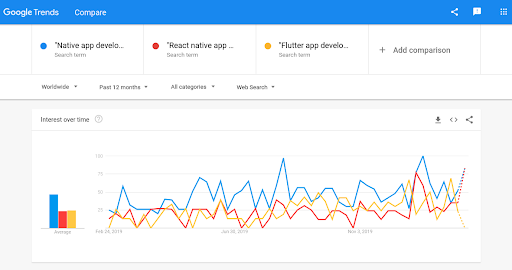 Google Trends Compare
"Native app develo... "React native app ... "Flutter app develo...
Search term Search term Search term
+ Add comparison
Worldwide Past 12 months All categories Web Search
Interest over time ?
100
75
50
25
Average
Feb 24, 2019 Jun 30, 2019 Nov 3, 2019